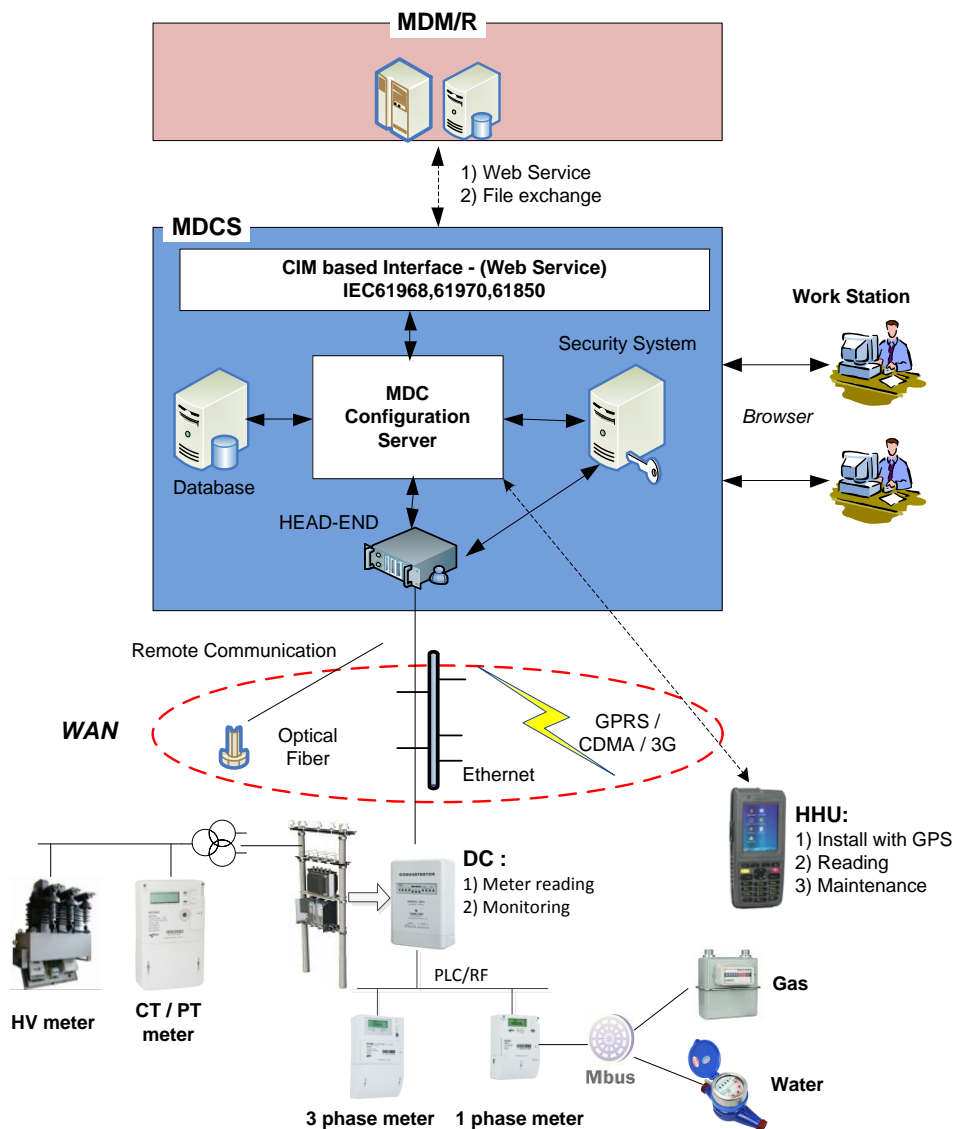 MDM/R
1) Web Service
2) File exchange
MDCS
CIM based Interface - (Web Service)
IEC61968,61970,61850
Work Station
Security System
MDC
Configuration
Server
Browser
Database
HEAD-END
Remote Communication
WAN
Optical
Fiber
GPRS /
CDMA / 3G
Ethernet
HHU:
1) Install with GPS
2) Reading
3) Maintenance
DC :
1) Meter reading
2) Monitoring
PLC/RF
HV meter
CT / PT
meter
Gas
Mbus
Water
3 phase meter
1 phase meter